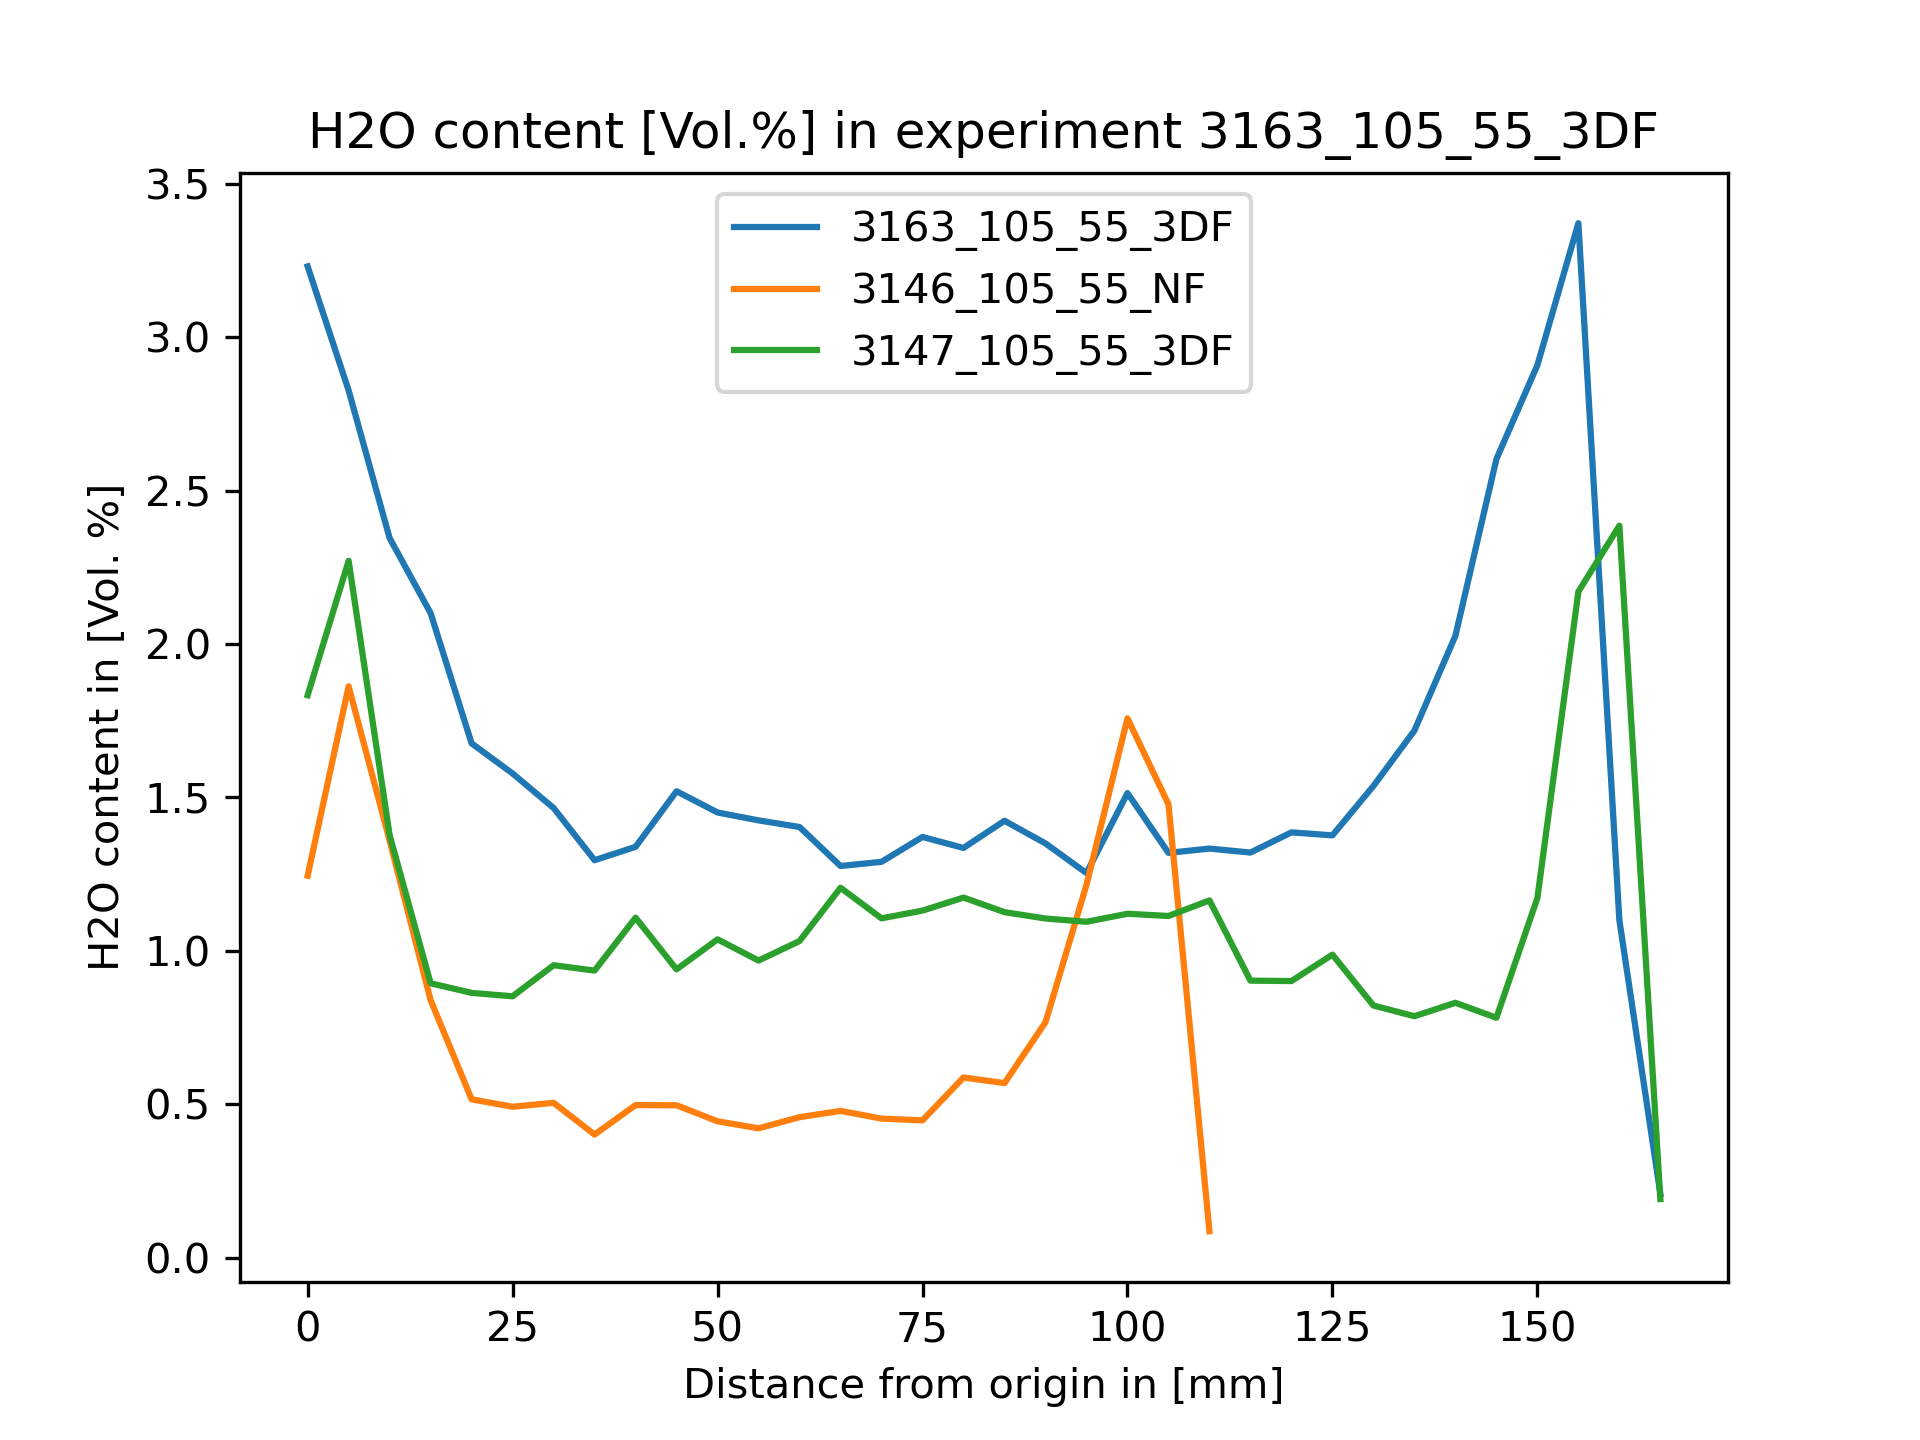 H2O content [Vol.%] in experiment 3163_105_55_3DF
3163_105_55_3DF
3146_105_55_NF
3147_105_55_3DF
H2O content in [Vol. %]
3.5
3.0
2.5
2.0
1.5
1.0
0.5
0.0
0 25 50 75 100 125 150
Distance from origin in [mm]